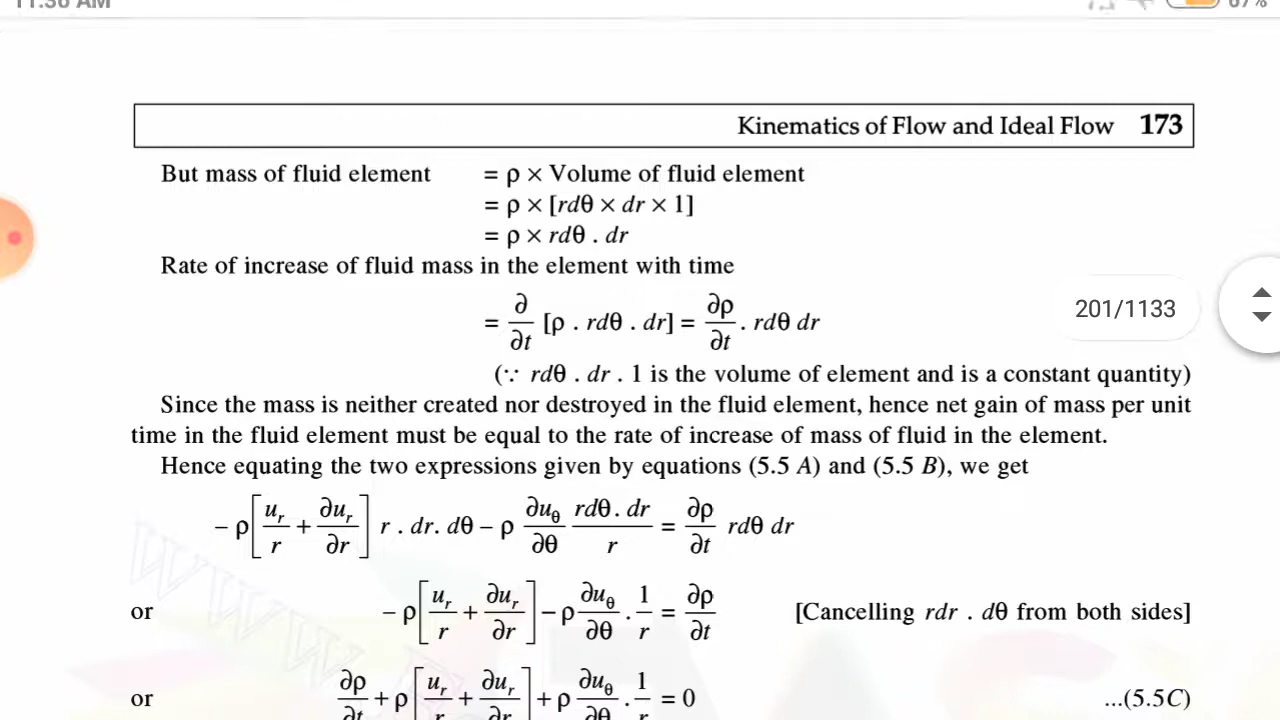 11:36 AM
67%
Kinematics of Flow and Ideal Flow 173
But mass of fluid element = ρ × Volume of fluid element
= ρ × [rdθ × dr × 1]
= ρ × rdθ . dr
Rate of increase of fluid mass in the element with time
= ∂/∂t [ρ . rdθ . dr] = ∂ρ/∂t . rdθ dr
201/1133
(∵ rdθ . dr . 1 is the volume of element and is a constant quantity)
Since the mass is neither created nor destroyed in the fluid element, hence net gain of mass per unit
time in the fluid element must be equal to the rate of increase of mass of fluid in the element.
Hence equating the two expressions given by equations (5.5 A) and (5.5 B), we get
− ρ[u_r/r + ∂u_r/∂r] r . dr. dθ − ρ ∂u_θ/∂θ rdθ. dr/r = ∂ρ/∂t rdθ dr
or − ρ[u_r/r + ∂u_r/∂r] − ρ ∂u_θ/∂θ . 1/r = ∂ρ/∂t [Cancelling rdr . dθ from both sides]
or ∂ρ/∂t + ρ[u_r/r + ∂u_r/∂r] + ρ ∂u_θ/∂θ . 1/r = 0 ...(5.5C)
WWW